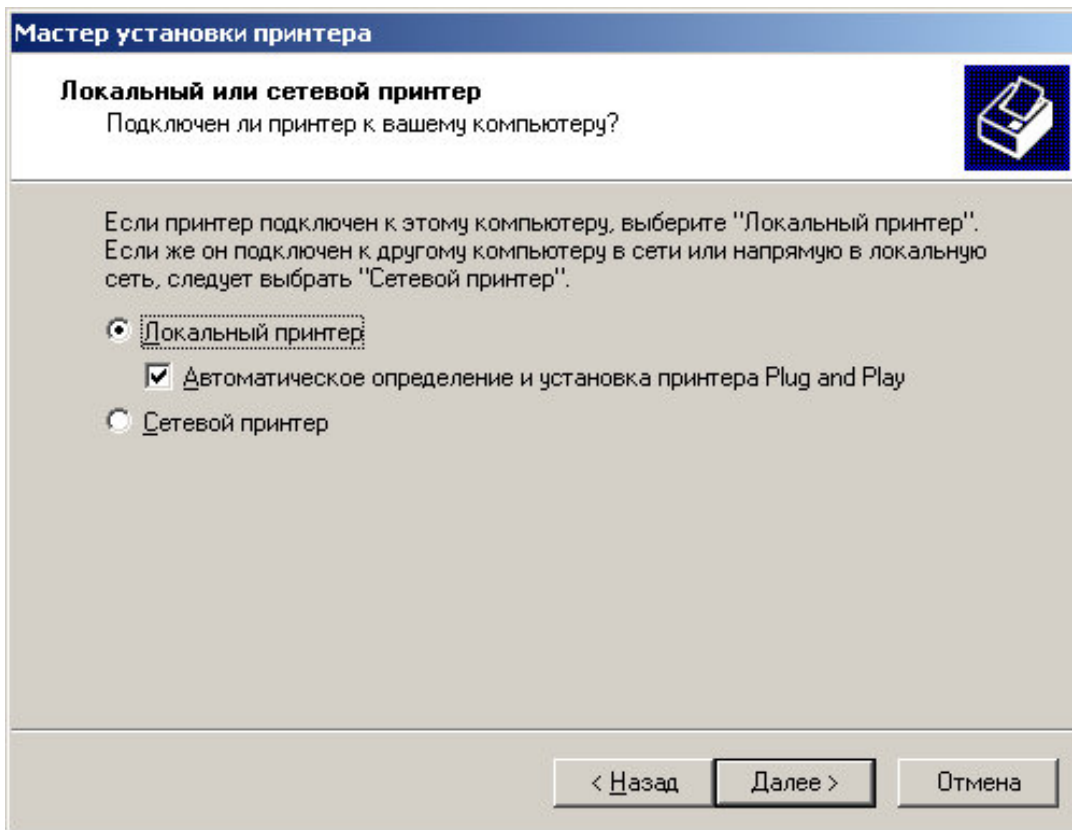 Мастер установки принтера
Локальный или сетевой принтер
Подключен ли принтер к вашему компьютеру?
Если принтер подключен к этому компьютеру, выберите "Локальный принтер".
Если же он подключен к другому компьютеру в сети или напрямую в локальную
сеть, следует выбрать "Сетевой принтер".
Локальный принтер
Автоматическое определение и установка принтера Plug and Play
Сетевой принтер
< Назад Далее > Отмена